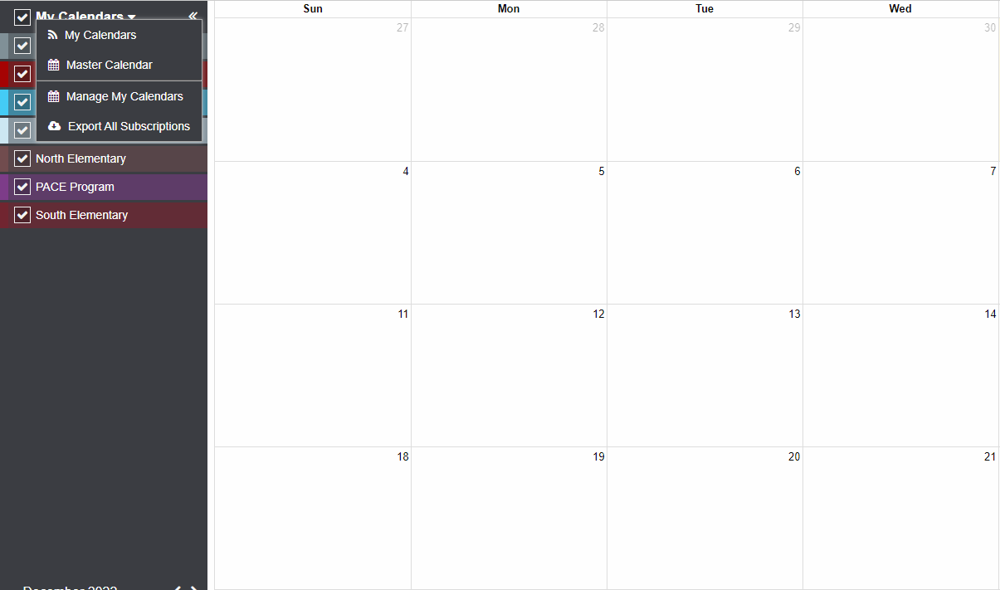 My Calendars
My Calendars
Master Calendar
Manage My Calendars
Export All Subscriptions
North Elementary
PACE Program
South Elementary
Sun Mon Tue Wed
27 28 29 30
4 5 6 7
11 12 13 14
18 19 20 21
December 2022